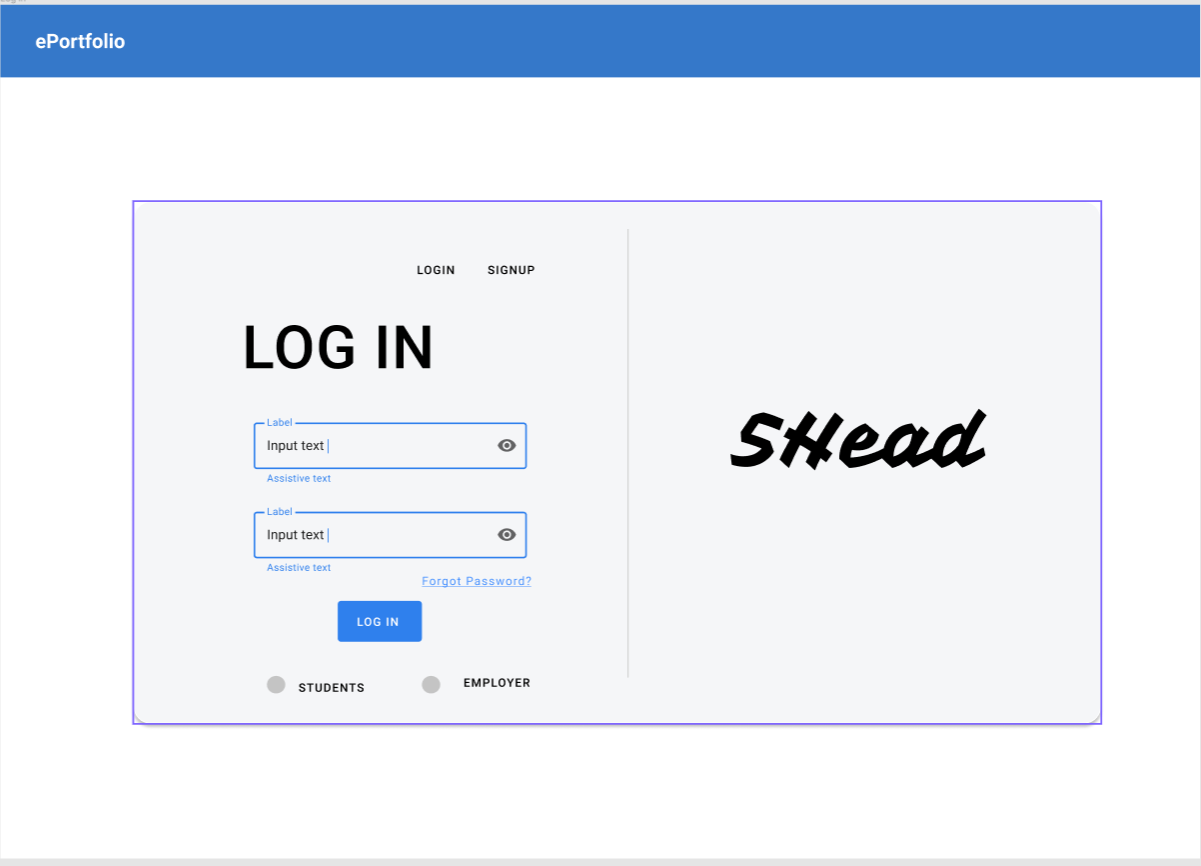 ePortfolio
LOGIN SIGNUP
LOG IN
Label
Input text
Assistive text
Label
Input text
Assistive text
Forgot Password?
LOG IN
STUDENTS EMPLOYER
5Head